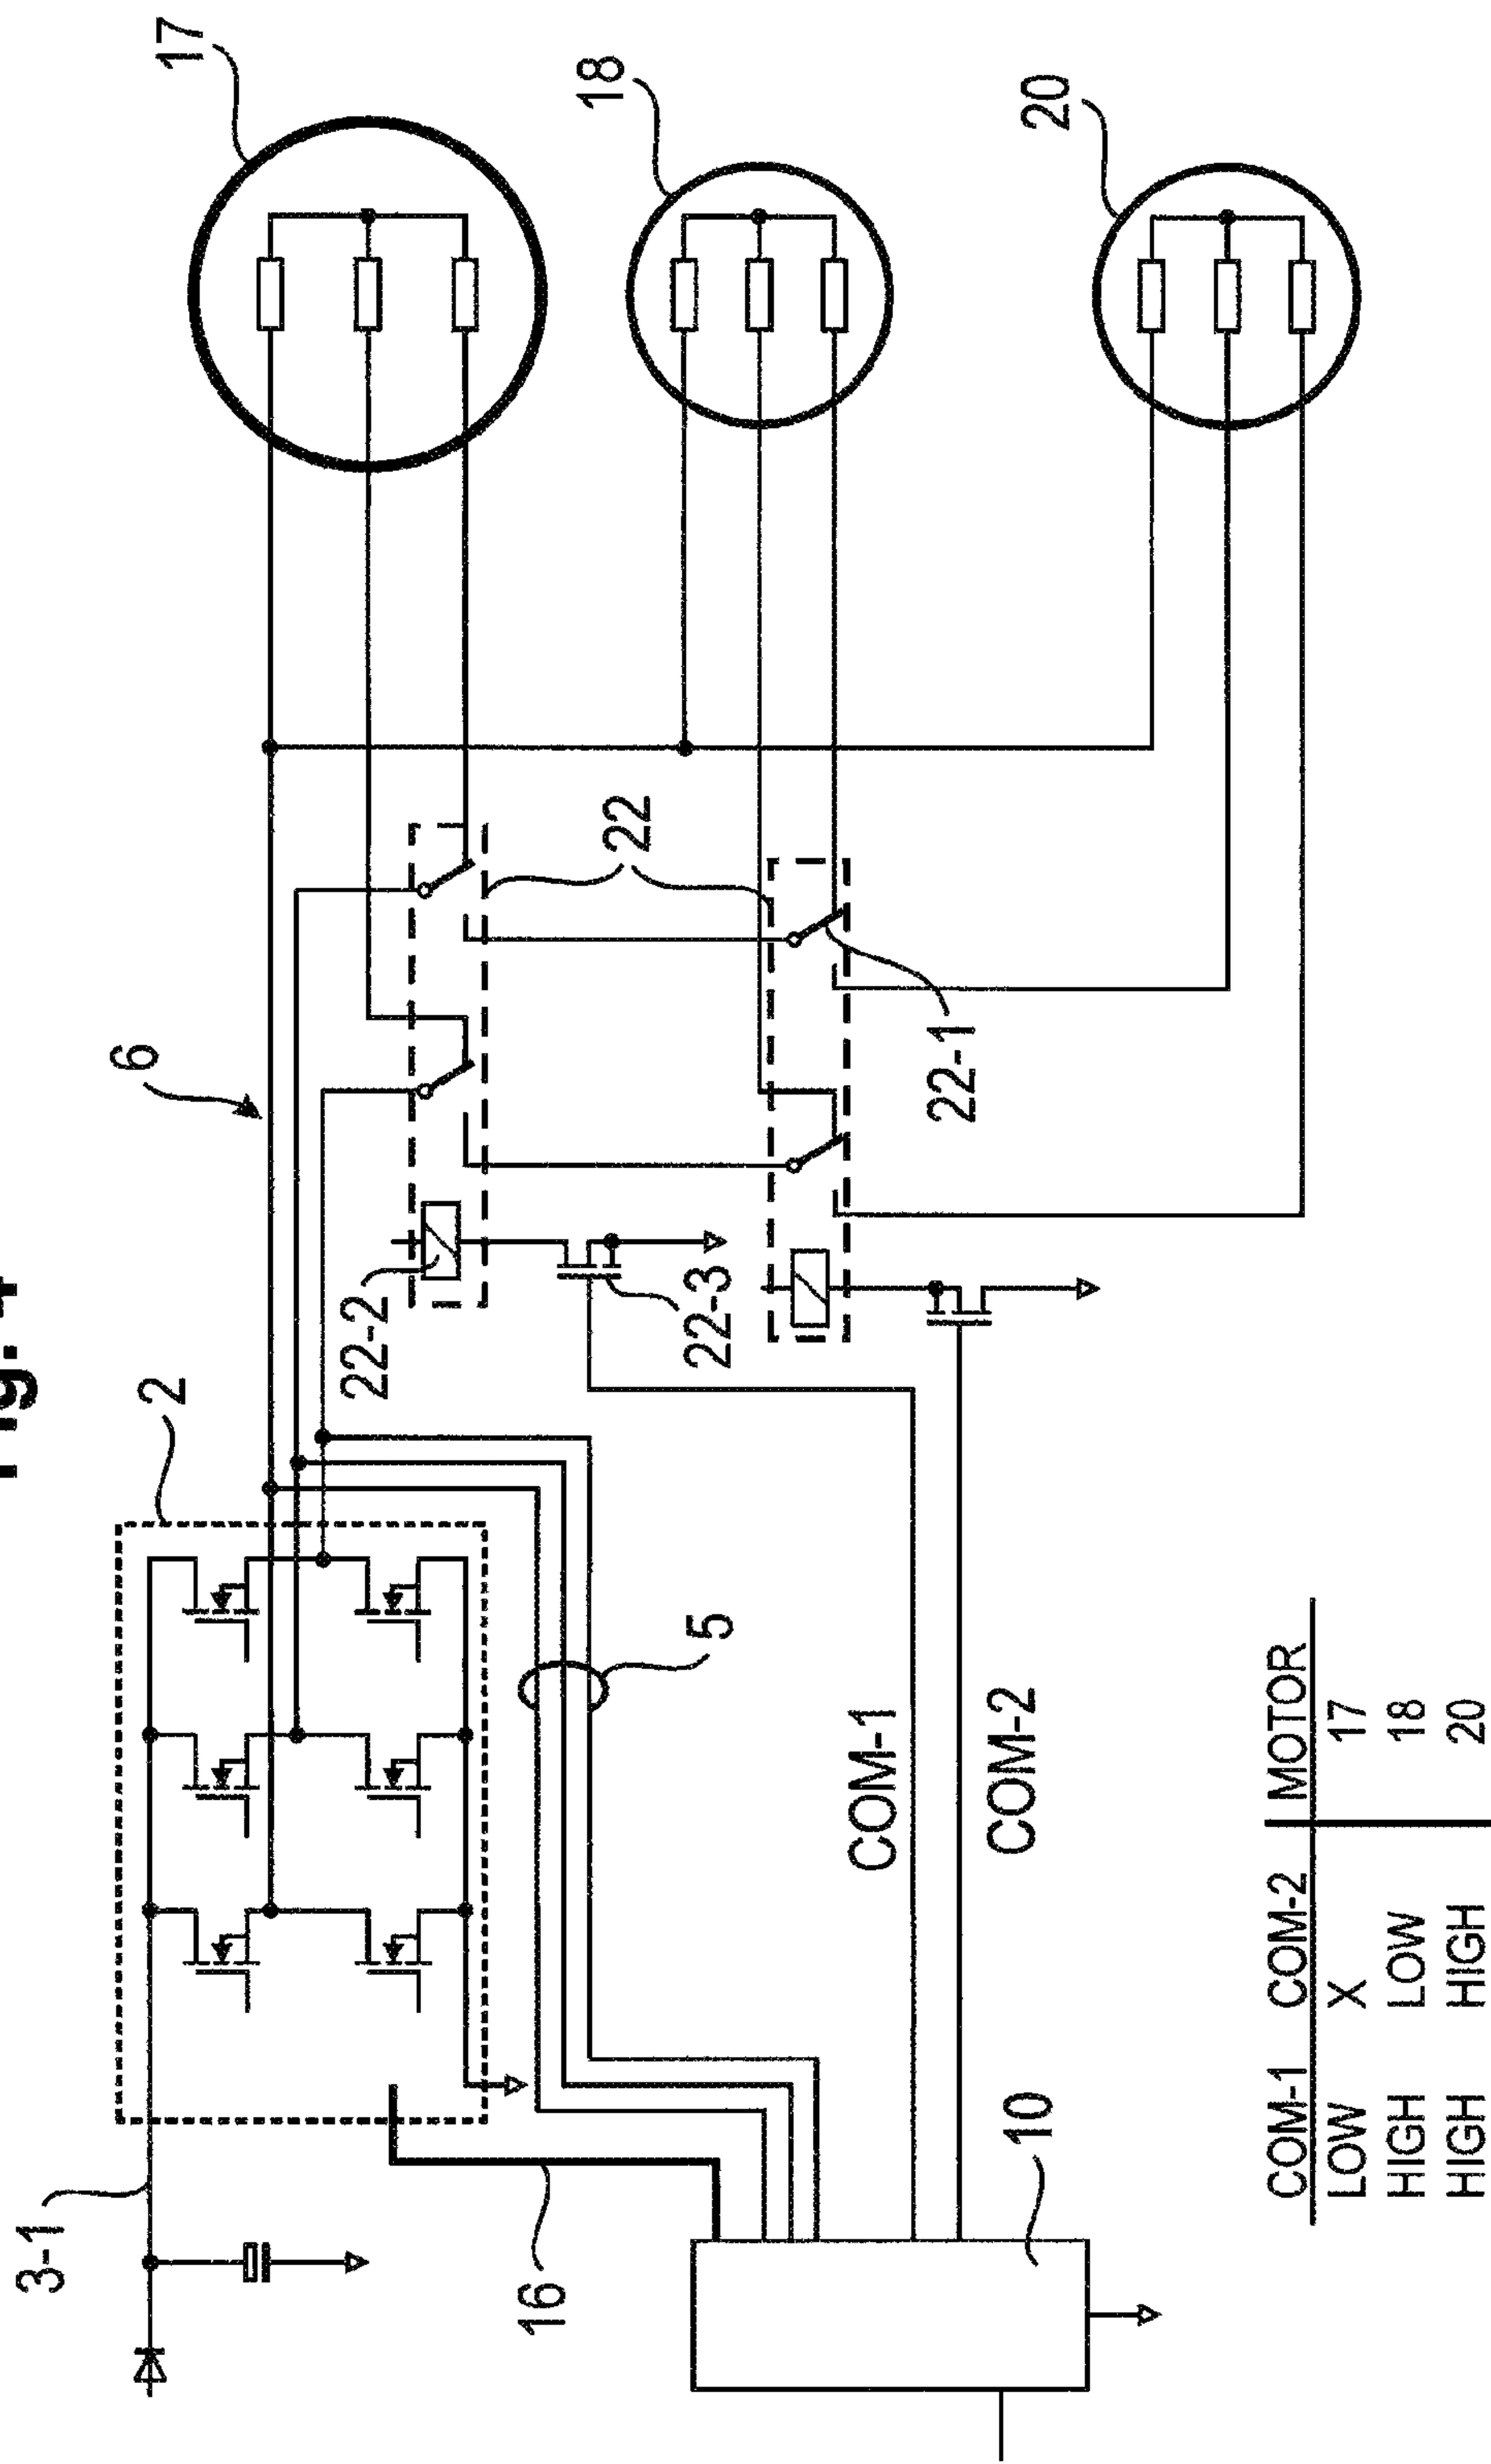 Fig. 4
3-1
2
6
17
22-2
16
5
22-3
22
18
COM-1
22-1
COM-2
10
20
COM-1 COM-2 MOTOR
LOW X 17
HIGH LOW 18
HIGH HIGH 20